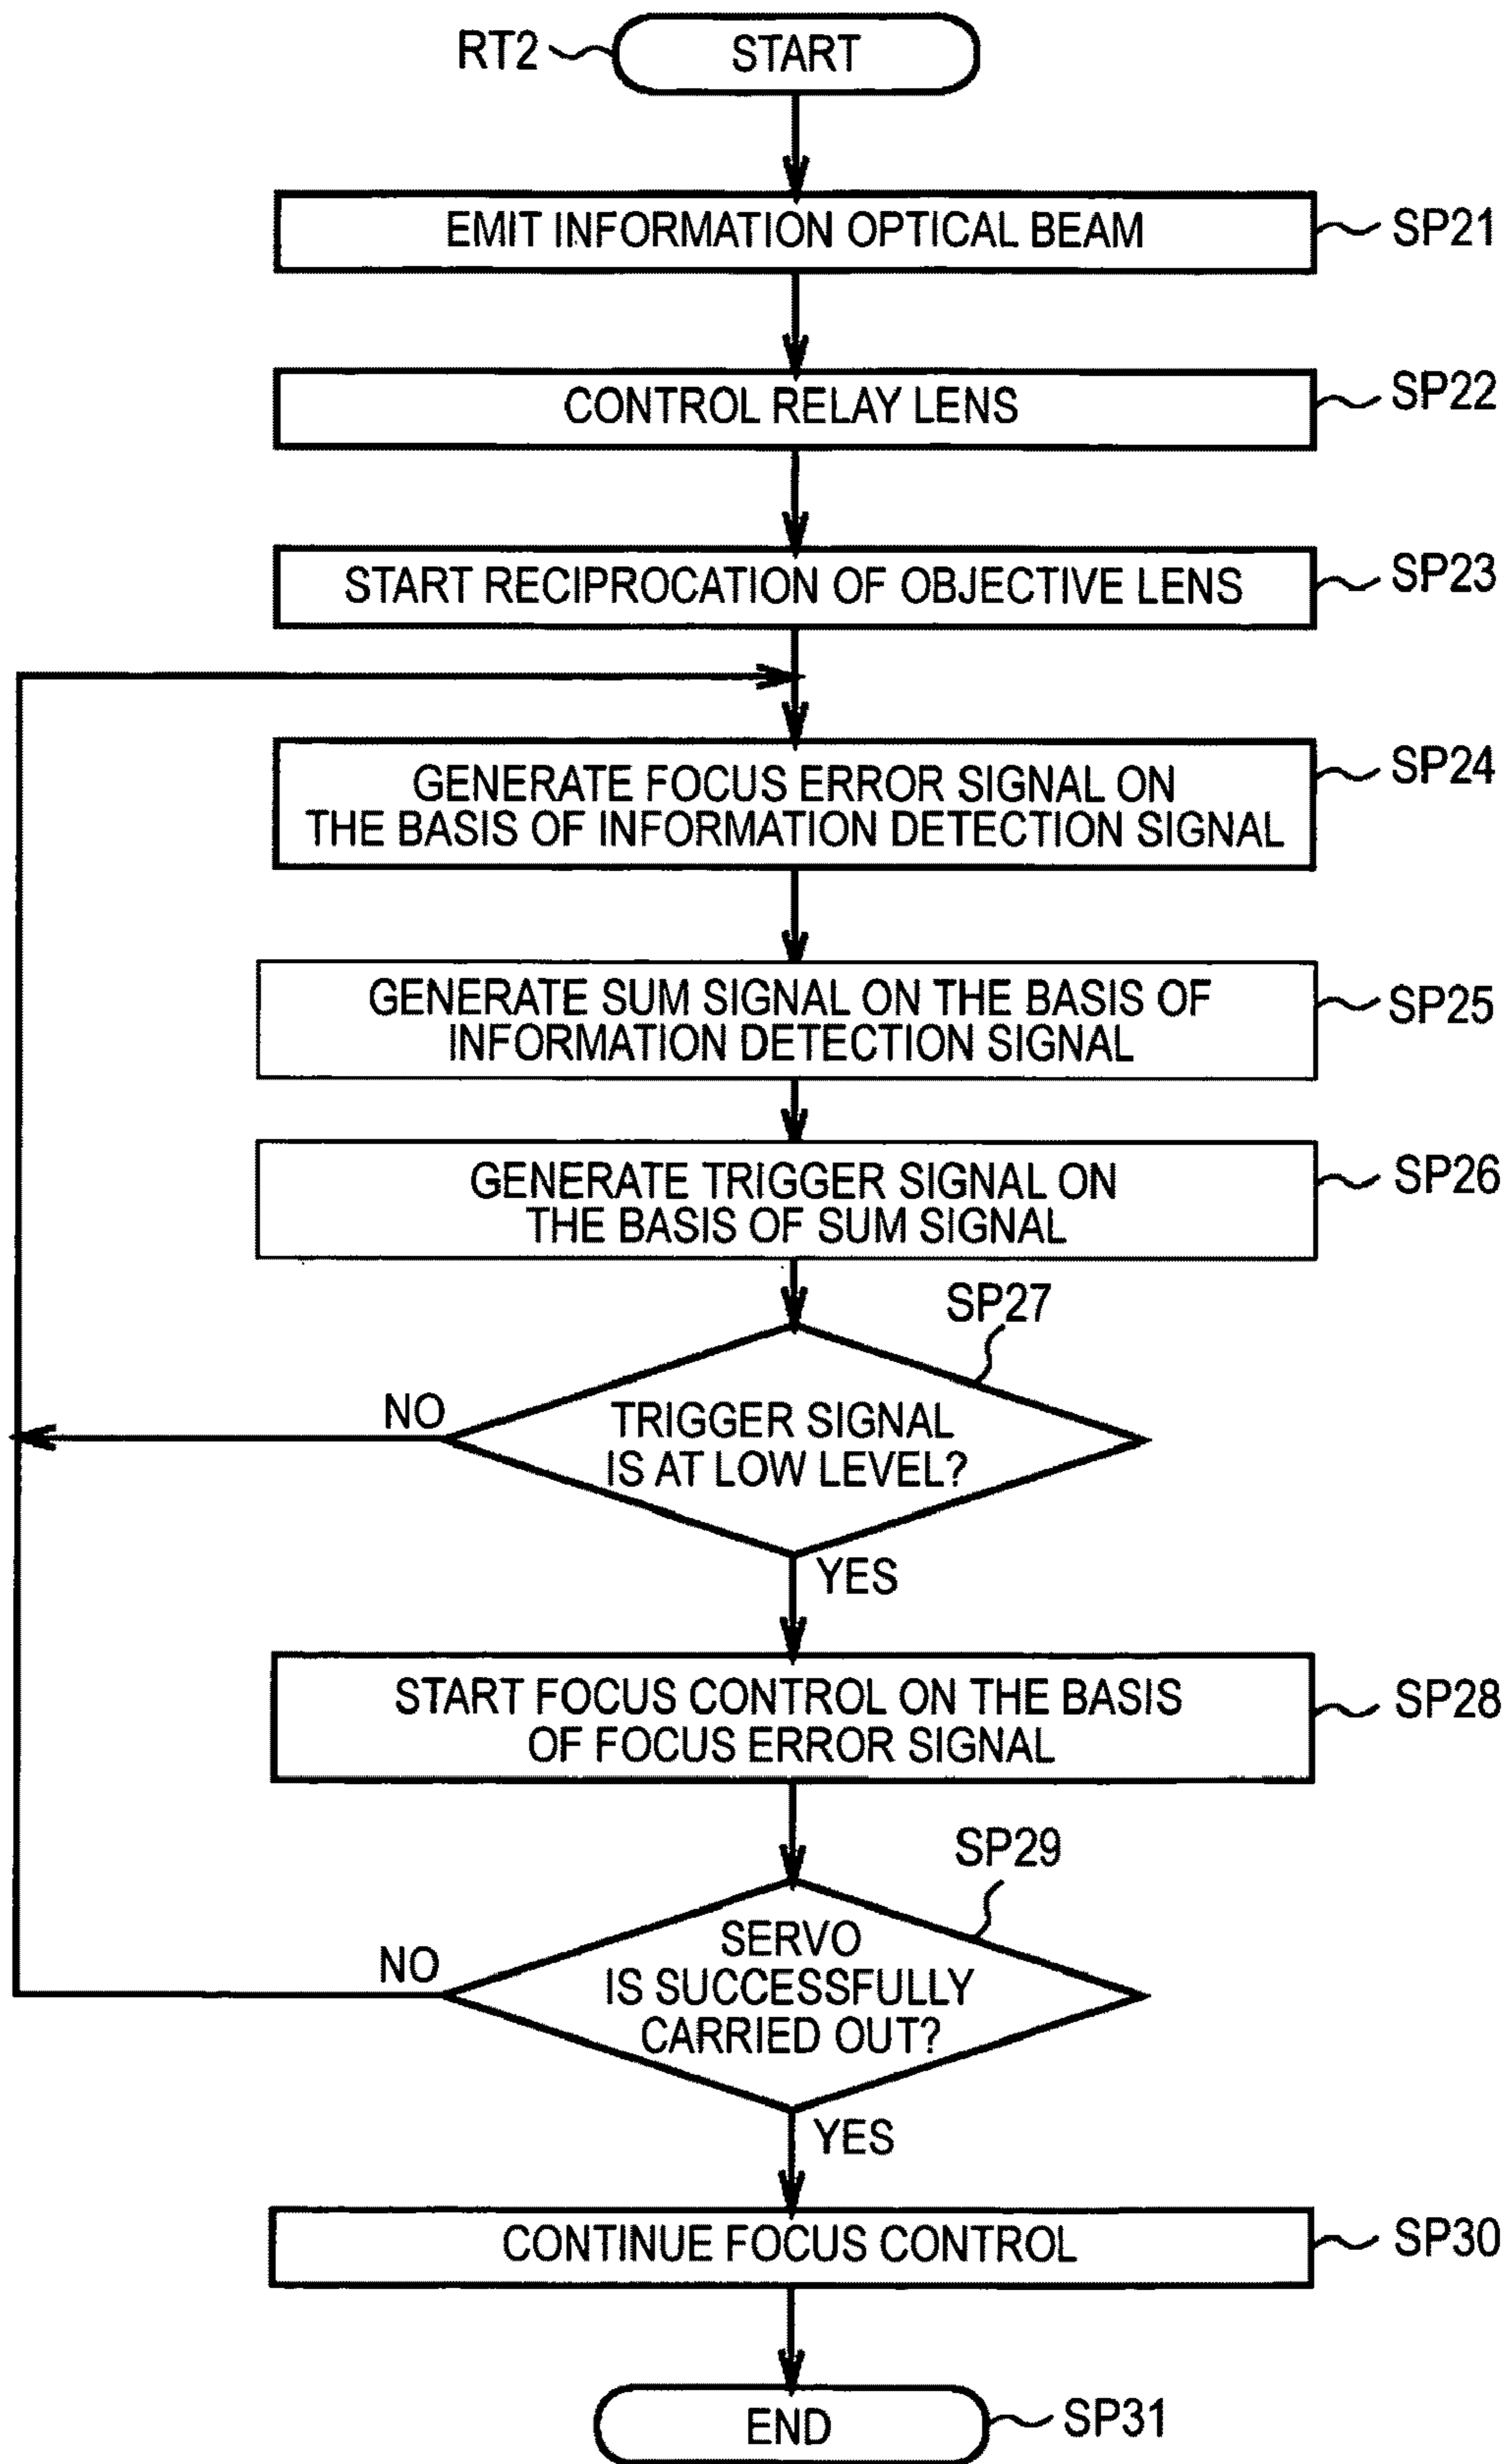 RT2
START
EMIT INFORMATION OPTICAL BEAM
SP21
CONTROL RELAY LENS
SP22
START RECIPROCATION OF OBJECTIVE LENS
SP23
GENERATE FOCUS ERROR SIGNAL ON
THE BASIS OF INFORMATION DETECTION SIGNAL
SP24
GENERATE SUM SIGNAL ON THE BASIS OF
INFORMATION DETECTION SIGNAL
SP25
GENERATE TRIGGER SIGNAL ON
THE BASIS OF SUM SIGNAL
SP26
SP27
NO
TRIGGER SIGNAL
IS AT LOW LEVEL?
YES
START FOCUS CONTROL ON THE BASIS
OF FOCUS ERROR SIGNAL
SP28
SP29
NO
SERVO
IS SUCCESSFULLY
CARRIED OUT?
YES
CONTINUE FOCUS CONTROL
SP30
END
SP31